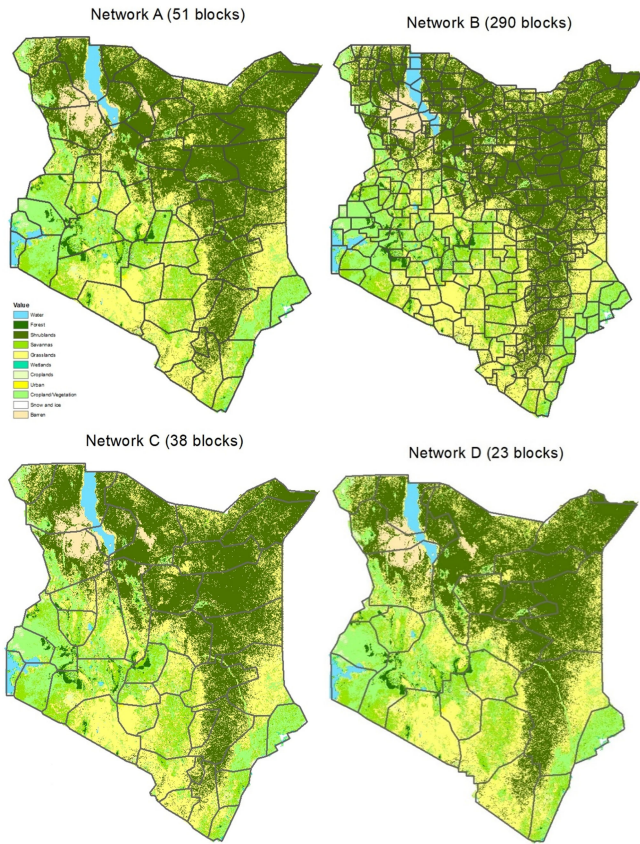 Network A (51 blocks)
Network B (290 blocks)
Value
Water
Forest
Shrublands
Savannas
Grasslands
Wetlands
Croplands
Urban
Cropland/Vegetation
Snow and Ice
Barren
Network C (38 blocks)
Network D (23 blocks)